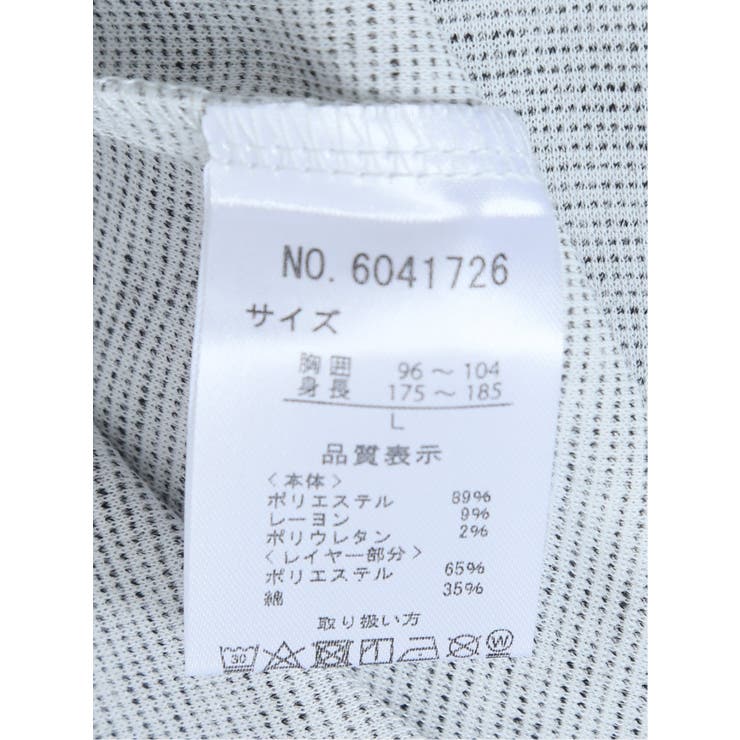 NO. 6041726
サイズ
胸囲 96～104
身長 175～185
L
品質表示
〈本体〉
ポリエステル 89%
レーヨン 9%
ポリウレタン 2%
〈レイヤー部分〉
ポリエステル 65%
綿 35%
取り扱い方
30 W